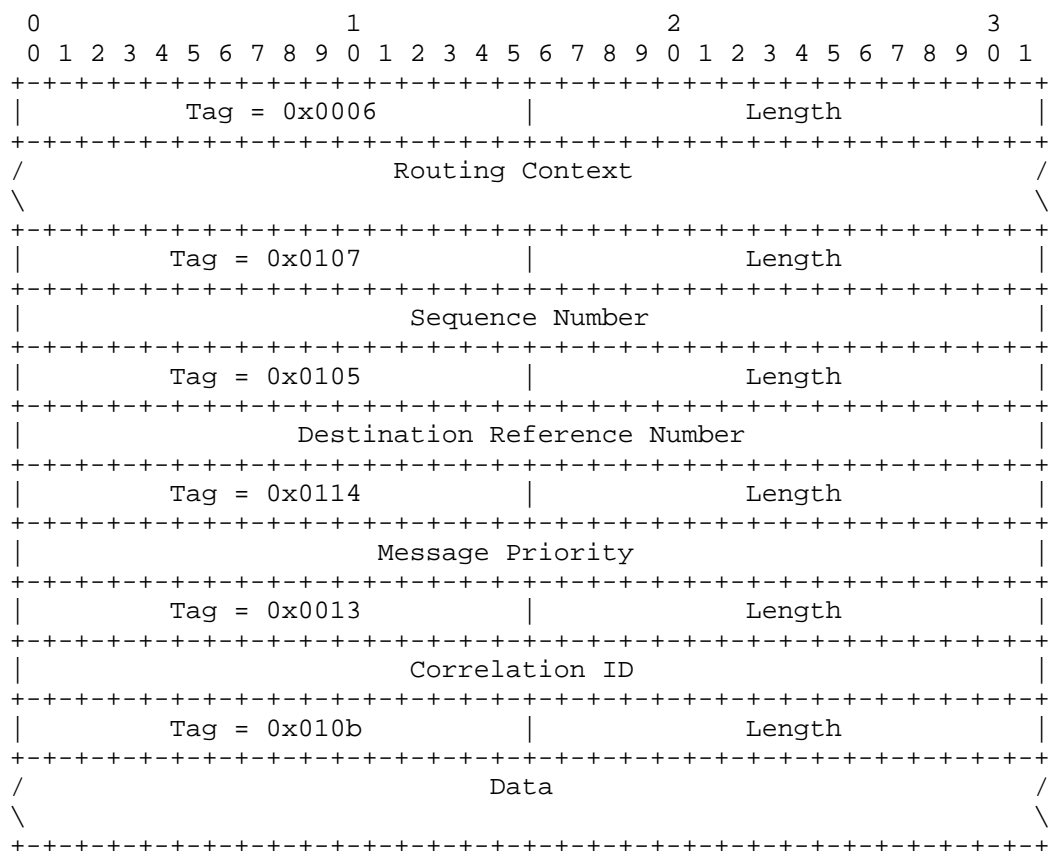 0                   1                   2                   3
 0 1 2 3 4 5 6 7 8 9 0 1 2 3 4 5 6 7 8 9 0 1 2 3 4 5 6 7 8 9 0 1
+-+-+-+-+-+-+-+-+-+-+-+-+-+-+-+-+-+-+-+-+-+-+-+-+-+-+-+-+-+-+-+-+
|          Tag = 0x0006         |             Length            |
+-+-+-+-+-+-+-+-+-+-+-+-+-+-+-+-+-+-+-+-+-+-+-+-+-+-+-+-+-+-+-+-+
/                       Routing Context                         /
\                                                               \
+-+-+-+-+-+-+-+-+-+-+-+-+-+-+-+-+-+-+-+-+-+-+-+-+-+-+-+-+-+-+-+-+
|         Tag = 0x0107          |             Length            |
+-+-+-+-+-+-+-+-+-+-+-+-+-+-+-+-+-+-+-+-+-+-+-+-+-+-+-+-+-+-+-+-+
|                        Sequence Number                        |
+-+-+-+-+-+-+-+-+-+-+-+-+-+-+-+-+-+-+-+-+-+-+-+-+-+-+-+-+-+-+-+-+
|         Tag = 0x0105          |             Length            |
+-+-+-+-+-+-+-+-+-+-+-+-+-+-+-+-+-+-+-+-+-+-+-+-+-+-+-+-+-+-+-+-+
|                 Destination Reference Number                  |
+-+-+-+-+-+-+-+-+-+-+-+-+-+-+-+-+-+-+-+-+-+-+-+-+-+-+-+-+-+-+-+-+
|         Tag = 0x0114          |             Length            |
+-+-+-+-+-+-+-+-+-+-+-+-+-+-+-+-+-+-+-+-+-+-+-+-+-+-+-+-+-+-+-+-+
|                      Message Priority                         |
+-+-+-+-+-+-+-+-+-+-+-+-+-+-+-+-+-+-+-+-+-+-+-+-+-+-+-+-+-+-+-+-+
|         Tag = 0x0013          |             Length            |
+-+-+-+-+-+-+-+-+-+-+-+-+-+-+-+-+-+-+-+-+-+-+-+-+-+-+-+-+-+-+-+-+
|                        Correlation ID                         |
+-+-+-+-+-+-+-+-+-+-+-+-+-+-+-+-+-+-+-+-+-+-+-+-+-+-+-+-+-+-+-+-+
|         Tag = 0x010b          |             Length            |
+-+-+-+-+-+-+-+-+-+-+-+-+-+-+-+-+-+-+-+-+-+-+-+-+-+-+-+-+-+-+-+-+
/                             Data                              /
\                                                               \
+-+-+-+-+-+-+-+-+-+-+-+-+-+-+-+-+-+-+-+-+-+-+-+-+-+-+-+-+-+-+-+-+